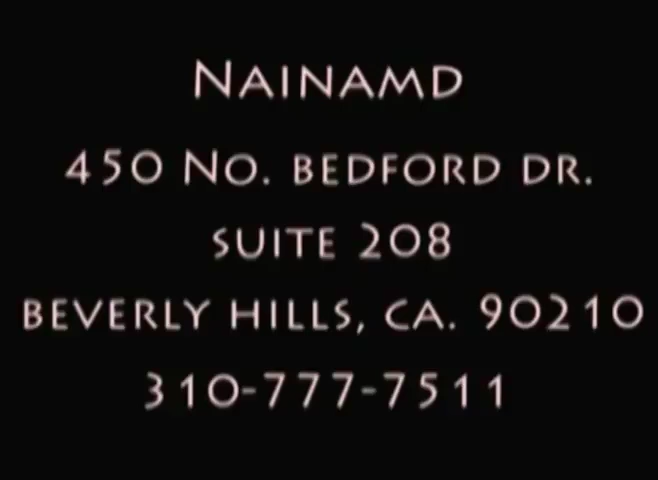 NAINAMD
450 NO. BEDFORD DR.
SUITE 208
BEVERLY HILLS, CA. 90210
310-777-7511